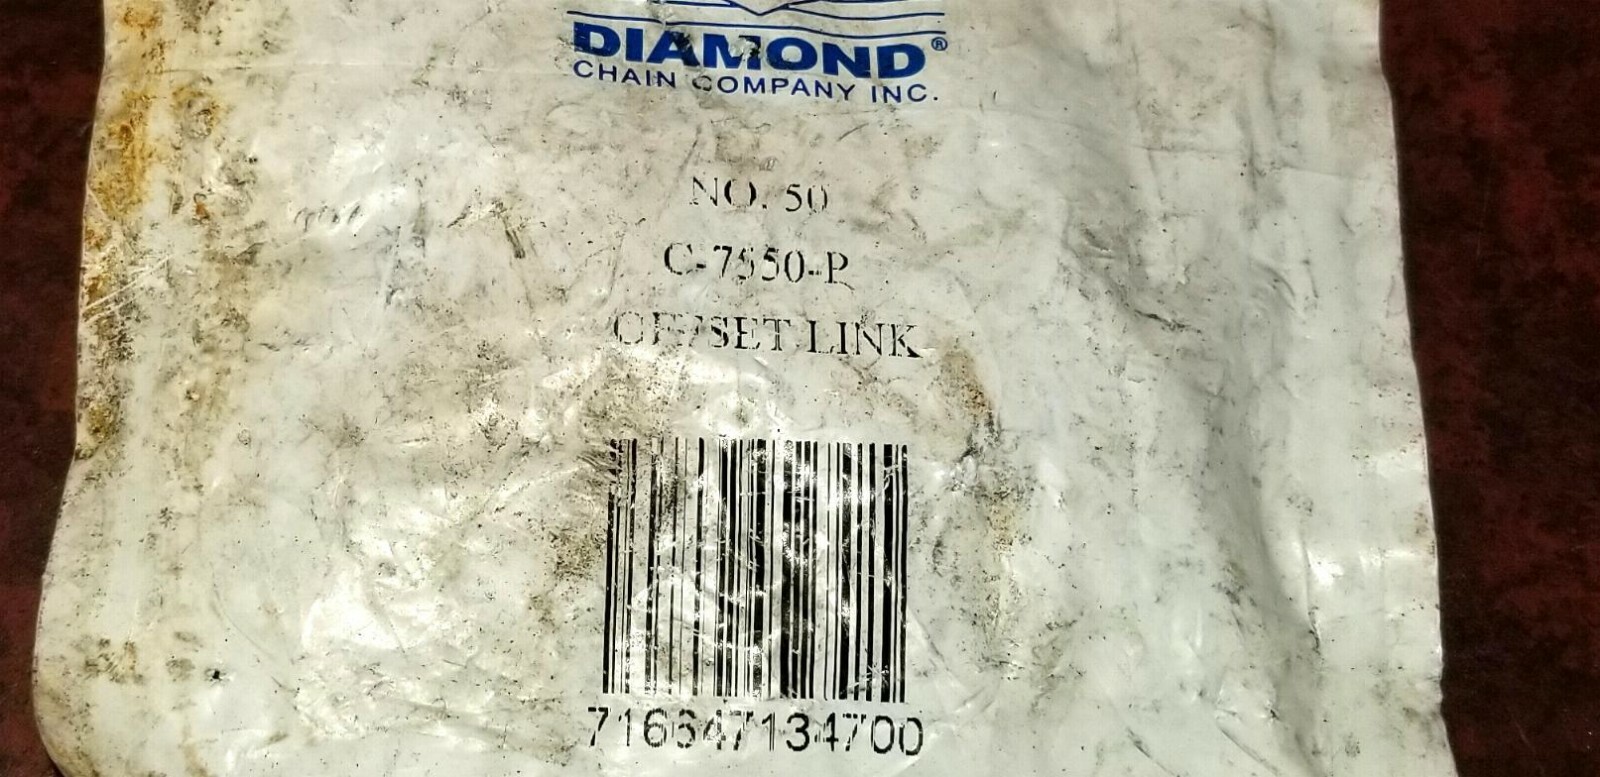 DIAMOND®
CHAIN COMPANY INC.
NO. 50
C-7550-P
OFFSET LINK
716647134700